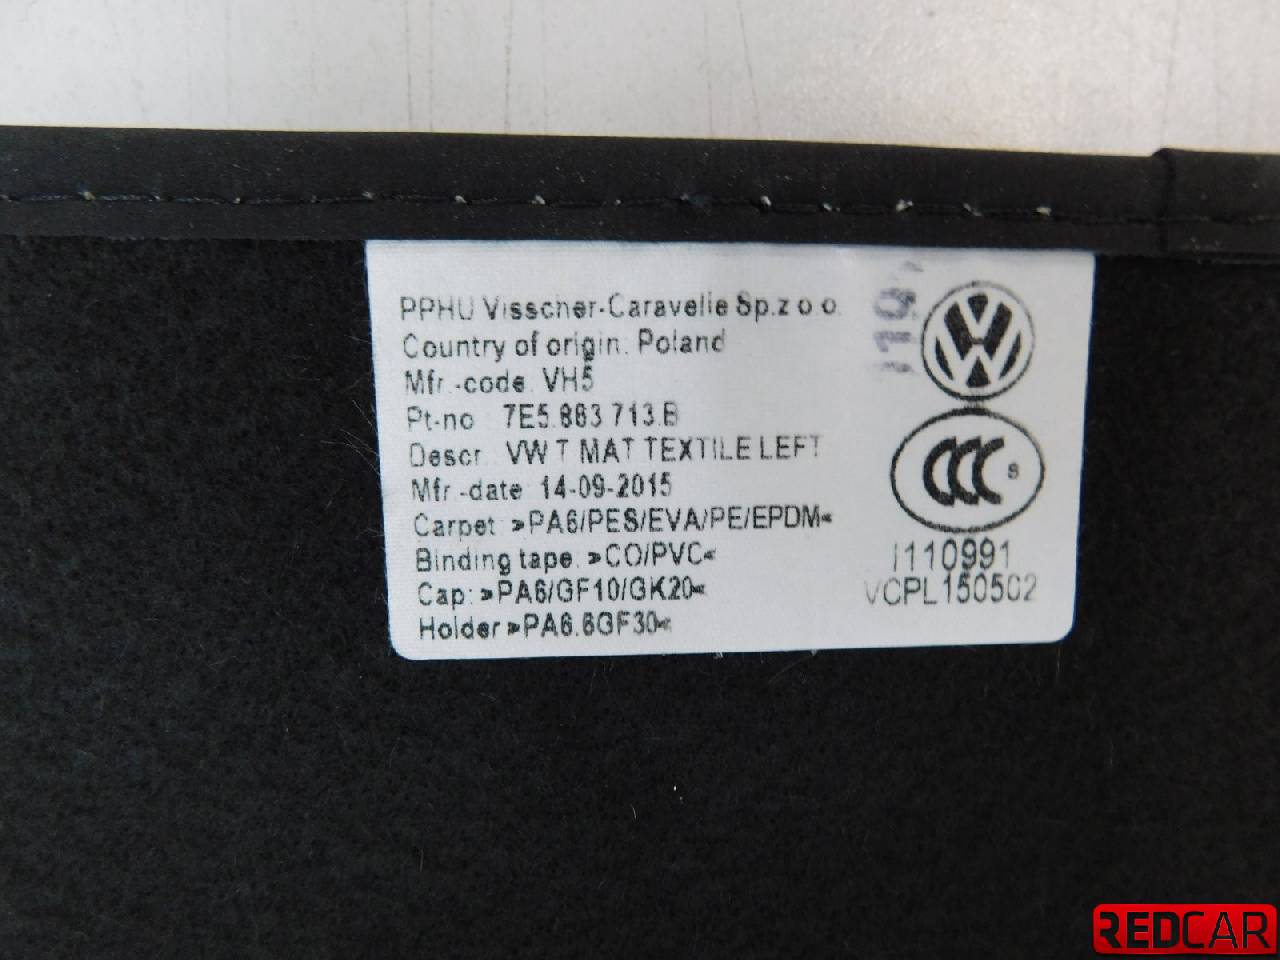 PPHU Visscher-Caravelle Sp.z o.o.
Country of origin: Poland
Mfr.-code: VH5
Pt-no 7E5.863.713.B
Descr. VW T MAT TEXTILE LEFT
Mfr.-date 14-09-2015
Carpet: >PA6/PES/EVA/PE/EPDM<
Binding tape: >CO/PVC<
Cap: >PA6/GF10/GK20<
Holder >PA6.6GF30<
VW
CCC S
I110991
VCPL150502
REDCAR